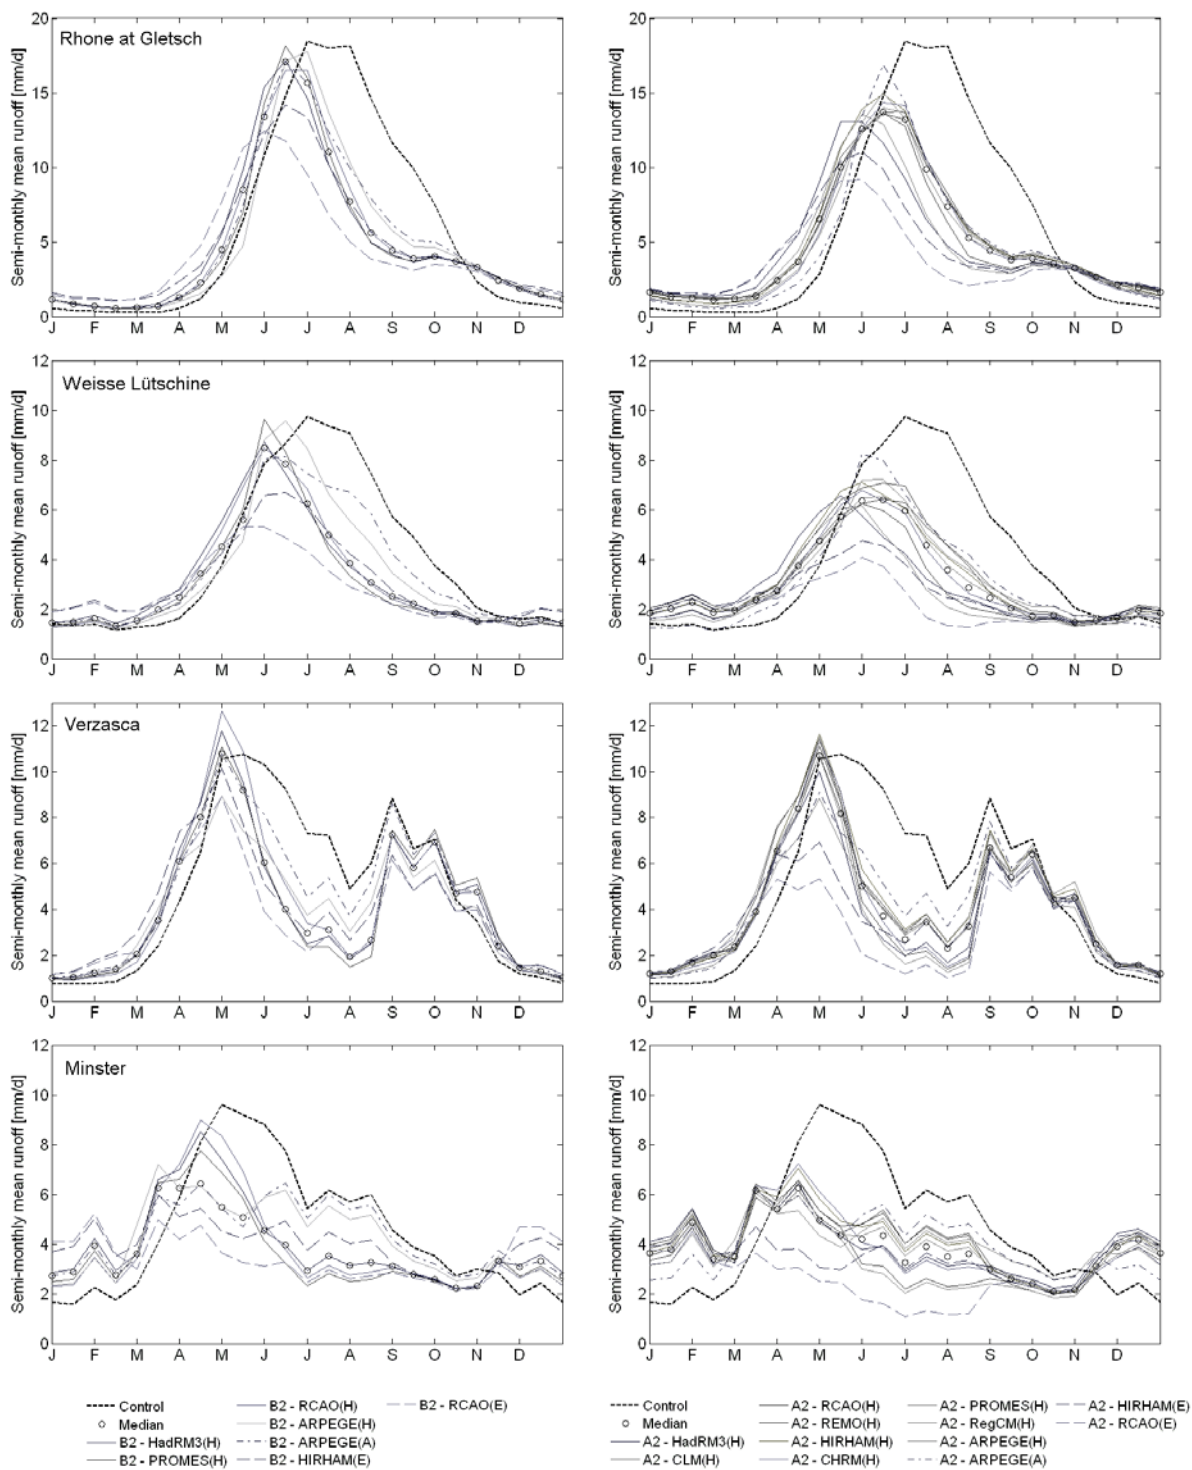 Rhone at Gletsch
Semi-monthly mean runoff [mm/d]
20
15
10
5
0
J F M A M J J A S O N D
Semi-monthly mean runoff [mm/d]
20
15
10
5
0
J F M A M J J A S O N D
Weisse Lütschine
Semi-monthly mean runoff [mm/d]
12
10
8
6
4
2
0
J F M A M J J A S O N D
Semi-monthly mean runoff [mm/d]
12
10
8
6
4
2
0
J F M A M J J A S O N D
Verzasca
Semi-monthly mean runoff [mm/d]
12
10
8
6
4
2
0
J F M A M J J A S O N D
Semi-monthly mean runoff [mm/d]
12
10
8
6
4
2
0
J F M A M J J A S O N D
Minster
Semi-monthly mean runoff [mm/d]
12
10
8
6
4
2
0
J F M A M J J A S O N D
Semi-monthly mean runoff [mm/d]
12
10
8
6
4
2
0
J F M A M J J A S O N D
Control
Median
B2 - HadRM3(H)
B2 - PROMES(H)
B2 - RCAO(H)
B2 - ARPEGE(H)
B2 - ARPEGE(A)
B2 - HIRHAM(E)
B2 - RCAO(E)
Control
Median
A2 - HadRM3(H)
A2 - CLM(H)
A2 - RCAO(H)
A2 - REMO(H)
A2 - HIRHAM(H)
A2 - CHRM(H)
A2 - PROMES(H)
A2 - RegCM(H)
A2 - ARPEGE(H)
A2 - ARPEGE(A)
A2 - HIRHAM(E)
A2 - RCAO(E)